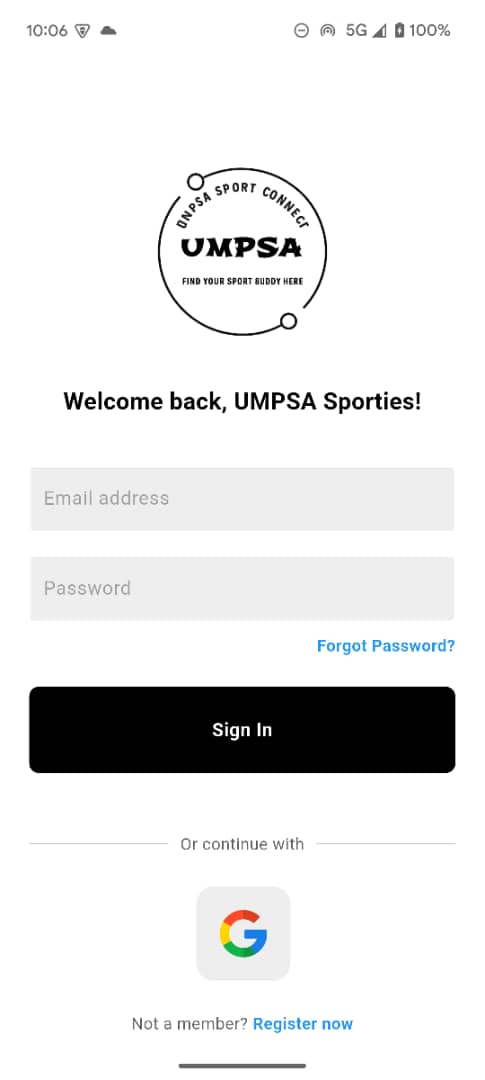 10:06 5G 100%
UMPSA SPORT CONNECT
UMPSA
FIND YOUR SPORT BUDDY HERE
Welcome back, UMPSA Sporties!
Email address
Password
Forgot Password?
Sign In
Or continue with
Not a member? Register now